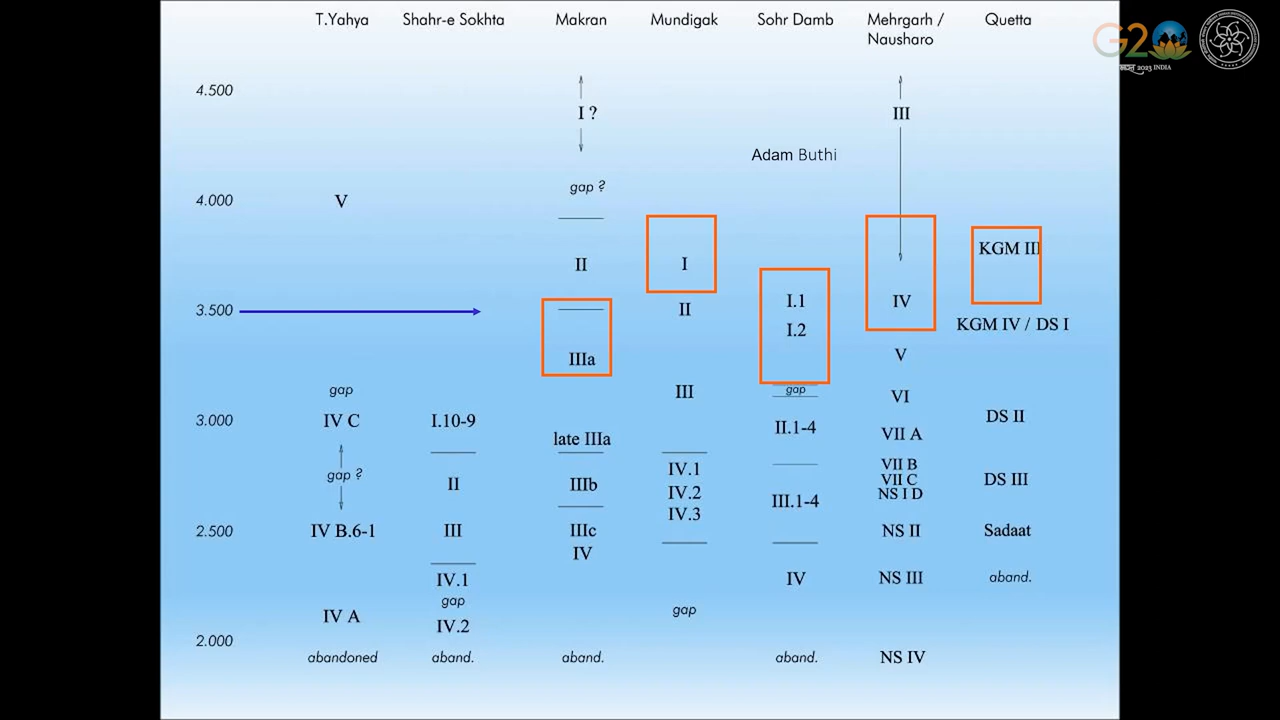 T.Yahya Shahr-e Sokhta Makran Mundigak Sohr Damb Mehrgarh / Quetta
Nausharo
G20
2023 INDIA
4.500
I ? III
Adam Buthi
gap ?
4.000 V
KGM III
II I
I.1 IV
3.500 II
I.2 KGM IV / DS I
IIIa V
gap gap
III VI
3.000 IV C I.10-9 DS II
II.1-4
late IIIa VII A
IV.1 VII B
gap ? VII C DS III
II IIIb IV.2 NS I D
III.1-4
IV.3
2.500 IV B.6-1 III IIIc NS II Sadaat
IV
IV.1 IV NS III aband.
gap gap
IV A
IV.2
2.000
abandoned aband. aband. aband. NS IV